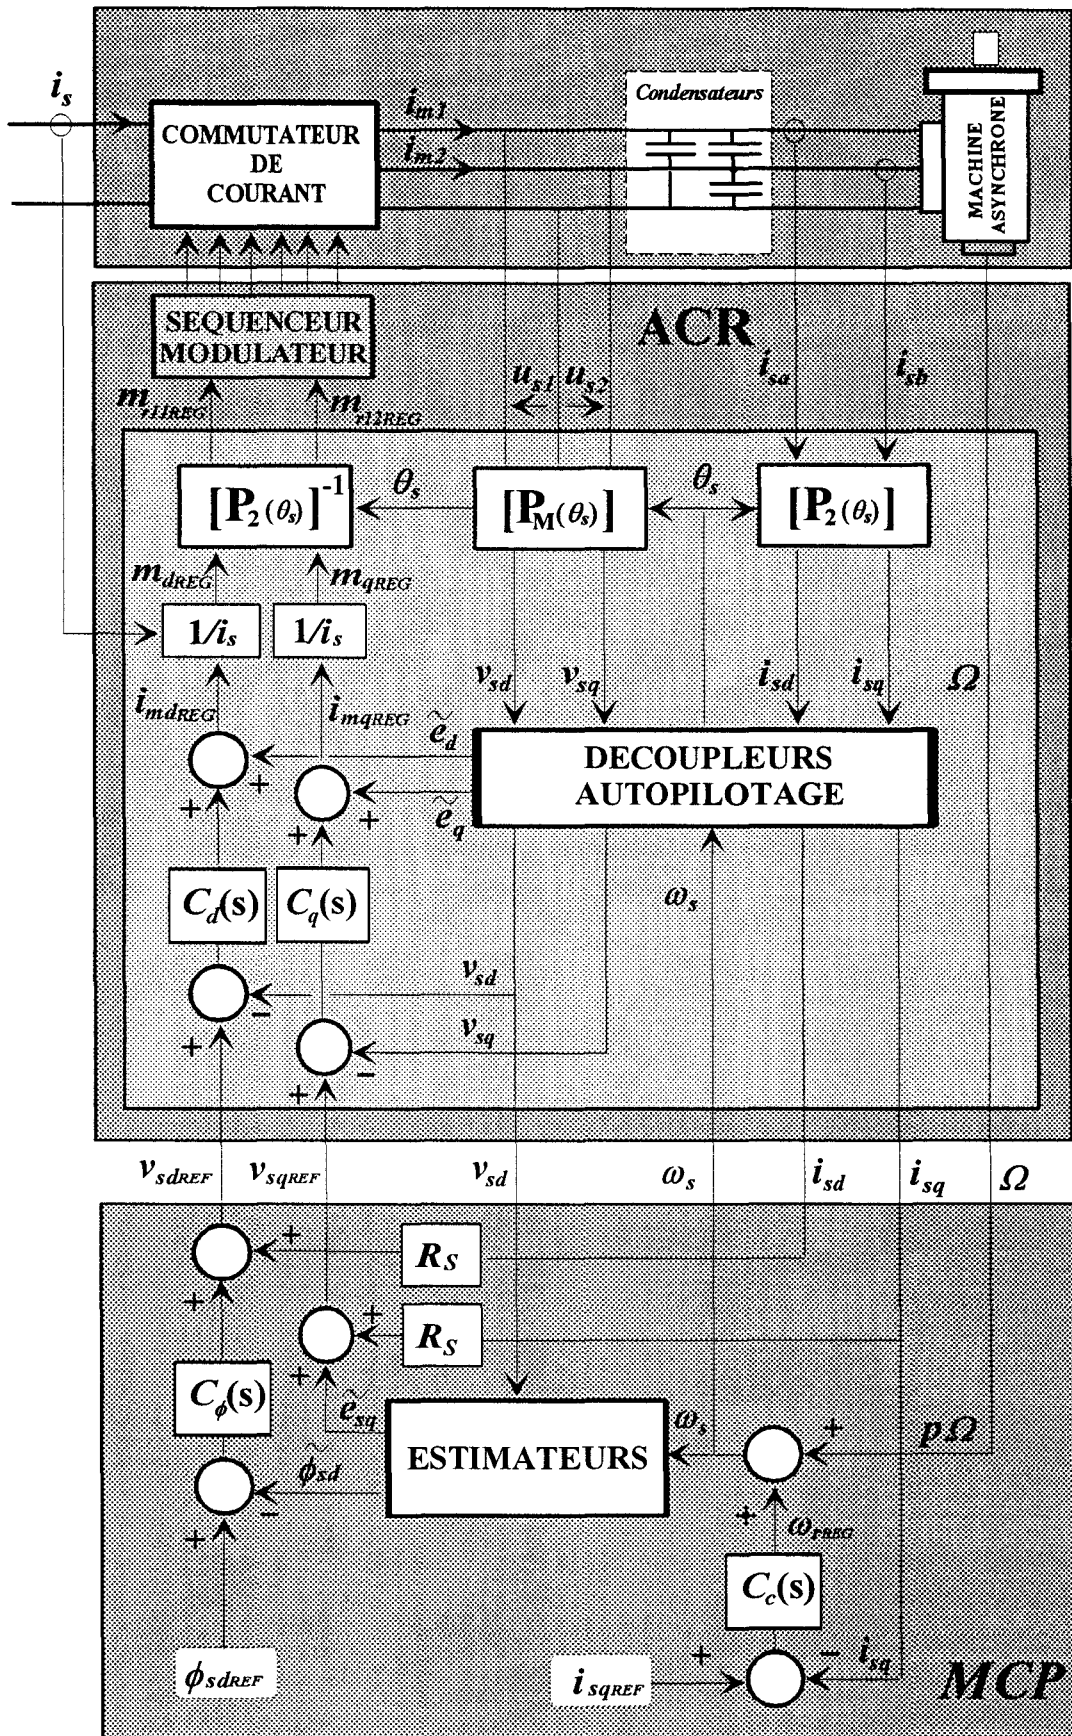 i_s
COMMUTATEUR
DE
COURANT
i_m1
i_m2
Condensateurs
MACHINE
ASYNCHRONE
SEQUENCEUR
MODULATEUR
ACR
m_r11REG
m_r12REG
u_s1
u_s2
i_sa
i_sb
[P_2(θ_s)]^-1
θ_s
[P_M(θ_s)]
θ_s
[P_2(θ_s)]
m_dREG
m_qREG
1/i_s
1/i_s
v_sd
v_sq
i_sd
i_sq
Ω
i_mdREG
i_mqREG
ẽ_d
+
+
DECOUPLEURS
AUTOPILOTAGE
ẽ_q
+
+
C_d(s)
C_q(s)
ω_s
v_sd
−
+
v_sq
−
+
v_sdREF
v_sqREF
v_sd
ω_s
i_sd
i_sq
Ω
+
R_S
+
+
R_S
+
C_ϕ(s)
ẽ_sq
ESTIMATEURS
ω_s
+
pΩ
ϕ̃_sd
−
+
+
ω_rREG
C_c(s)
ϕ_sdREF
i_sqREF
+
−
i_sq
MCP